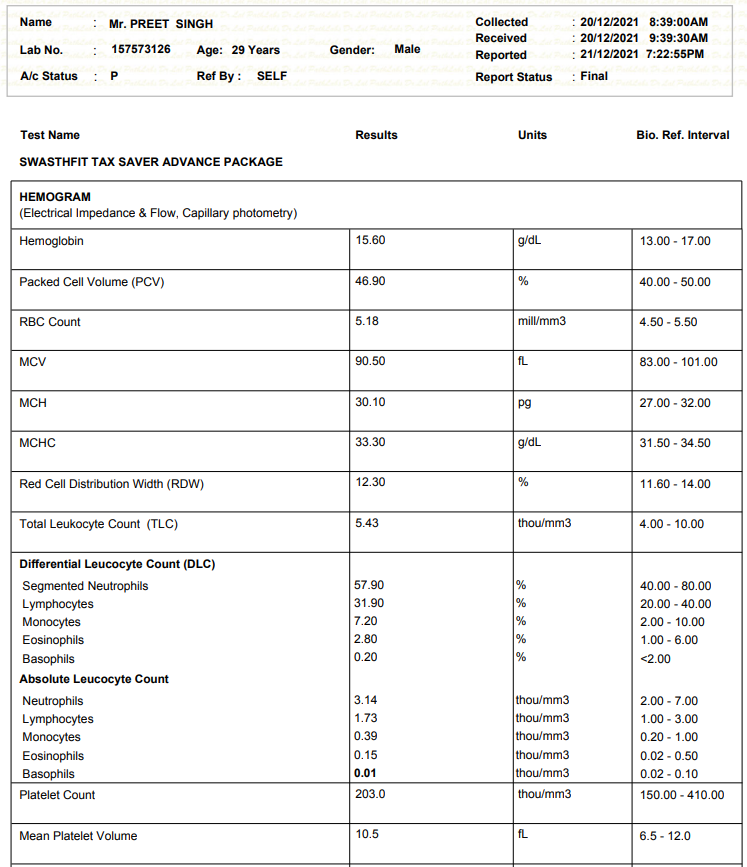 Name : Mr. PREET SINGH Collected : 20/12/2021 8:39:00AM
Received : 20/12/2021 9:39:30AM
Lab No. : 157573126 Age: 29 Years Gender: Male Reported : 21/12/2021 7:22:55PM
A/c Status : P Ref By : SELF Report Status : Final
Test Name Results Units Bio. Ref. Interval
SWASTHFIT TAX SAVER ADVANCE PACKAGE
HEMOGRAM
(Electrical Impedance & Flow, Capillary photometry)
Hemoglobin 15.60 g/dL 13.00 - 17.00
Packed Cell Volume (PCV) 46.90 % 40.00 - 50.00
RBC Count 5.18 mill/mm3 4.50 - 5.50
MCV 90.50 fL 83.00 - 101.00
MCH 30.10 pg 27.00 - 32.00
MCHC 33.30 g/dL 31.50 - 34.50
Red Cell Distribution Width (RDW) 12.30 % 11.60 - 14.00
Total Leukocyte Count (TLC) 5.43 thou/mm3 4.00 - 10.00
Differential Leucocyte Count (DLC)
Segmented Neutrophils 57.90 % 40.00 - 80.00
Lymphocytes 31.90 % 20.00 - 40.00
Monocytes 7.20 % 2.00 - 10.00
Eosinophils 2.80 % 1.00 - 6.00
Basophils 0.20 % <2.00
Absolute Leucocyte Count
Neutrophils 3.14 thou/mm3 2.00 - 7.00
Lymphocytes 1.73 thou/mm3 1.00 - 3.00
Monocytes 0.39 thou/mm3 0.20 - 1.00
Eosinophils 0.15 thou/mm3 0.02 - 0.50
Basophils 0.01 thou/mm3 0.02 - 0.10
Platelet Count 203.0 thou/mm3 150.00 - 410.00
Mean Platelet Volume 10.5 fL 6.5 - 12.0